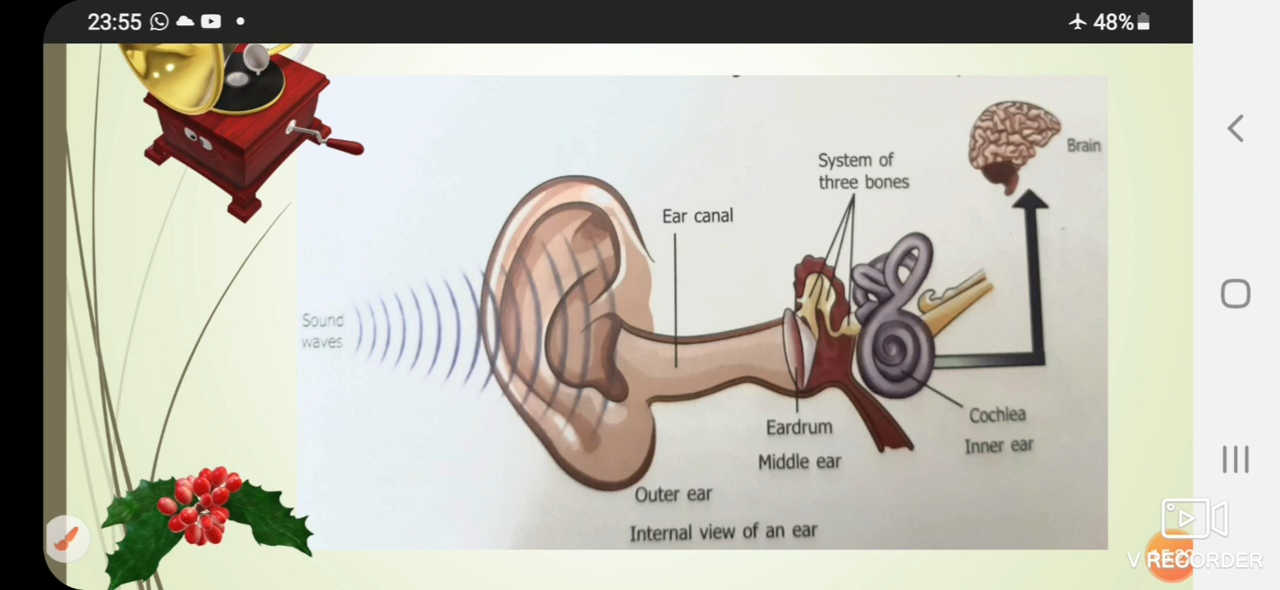 23:55
48%
System of
three bones
Brain
Ear canal
Sound
waves
Eardrum
Middle ear
Cochlea
Inner ear
Outer ear
Internal view of an ear
V RECORDER